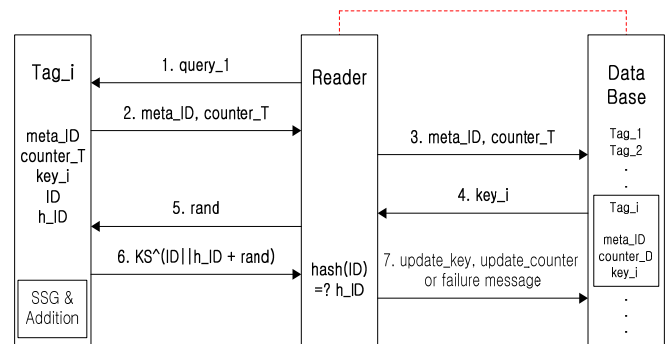 Tag_i
meta_ID
counter_T
key_i
ID
h_ID
SSG &
Addition
1. query_1
2. meta_ID, counter_T
5. rand
6. KS^(ID||h_ID + rand)
Reader
hash(ID)
=? h_ID
3. meta_ID, counter_T
4. key_i
7. update_key, update_counter
or failure message
Data
Base
Tag_1
Tag_2
.
.
Tag_i
meta_ID
counter_D
key_i
.
.
.